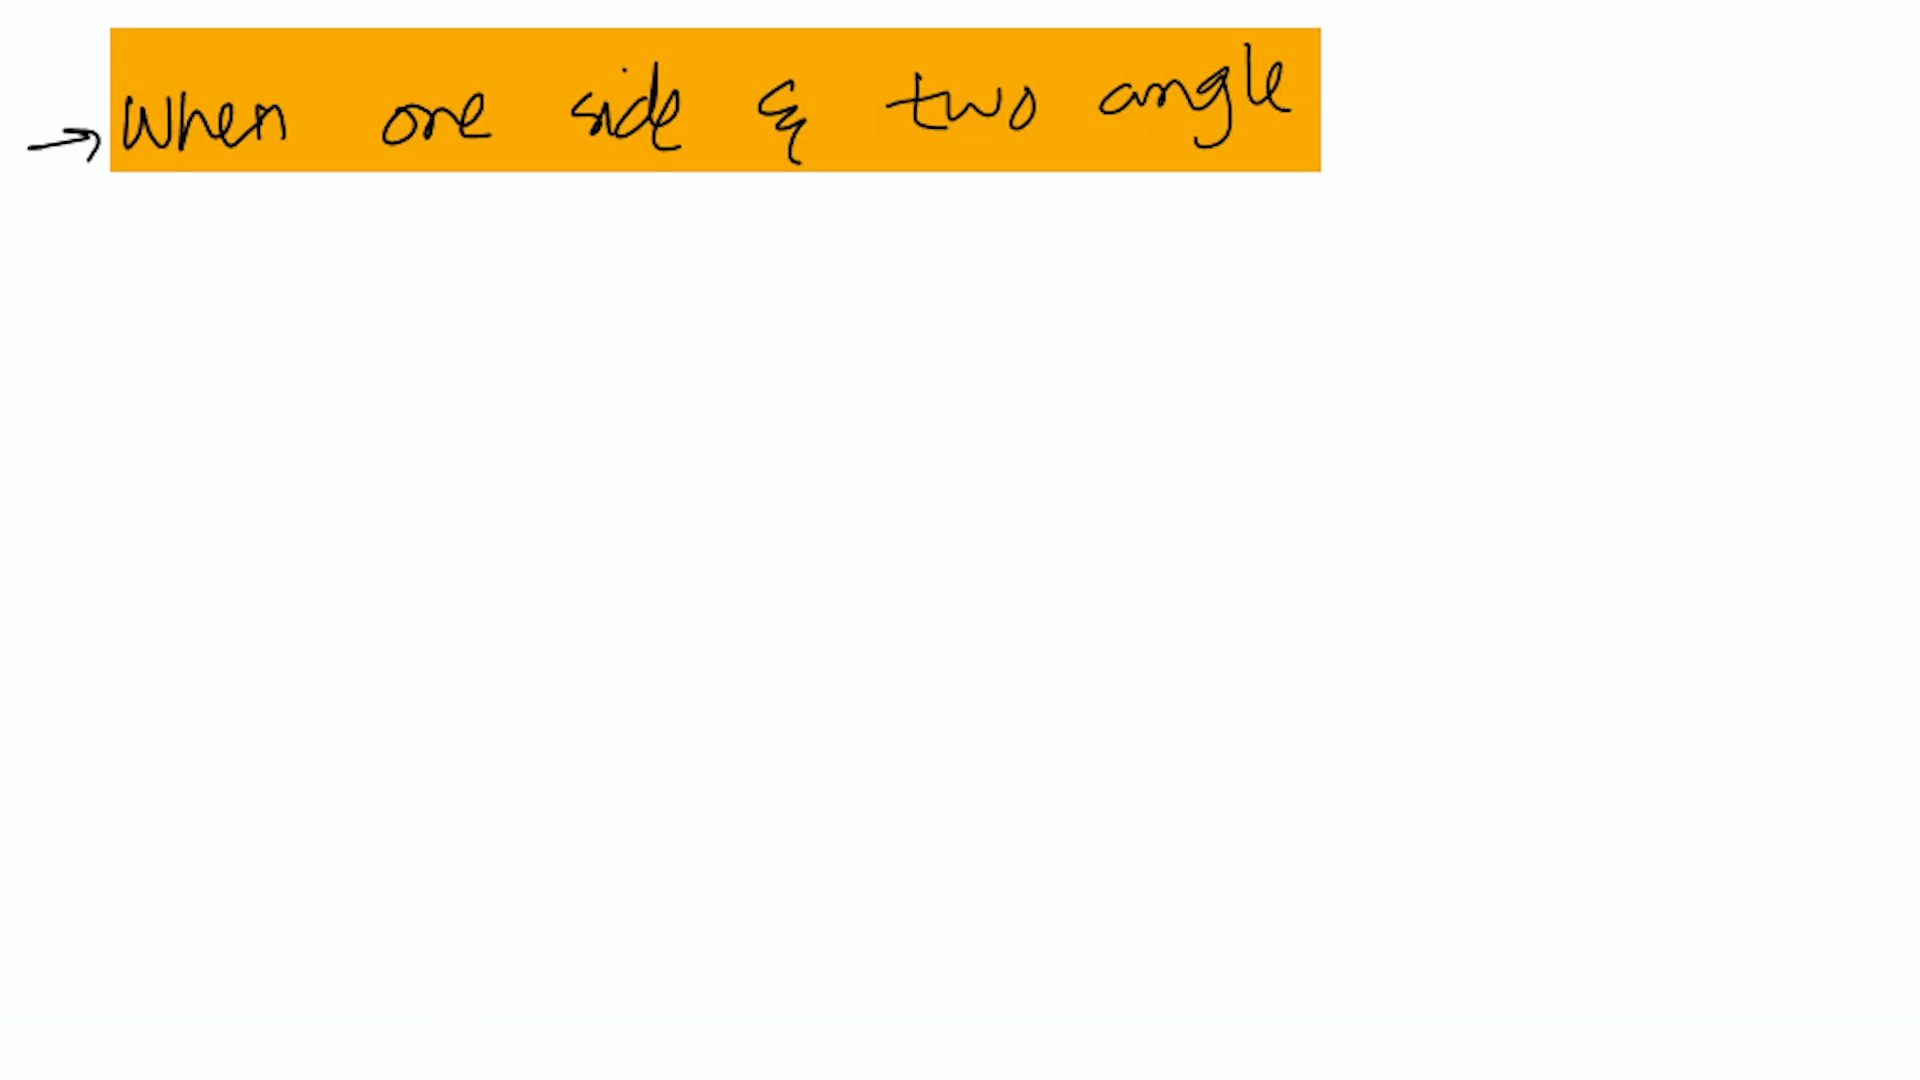 → When one side & two angle